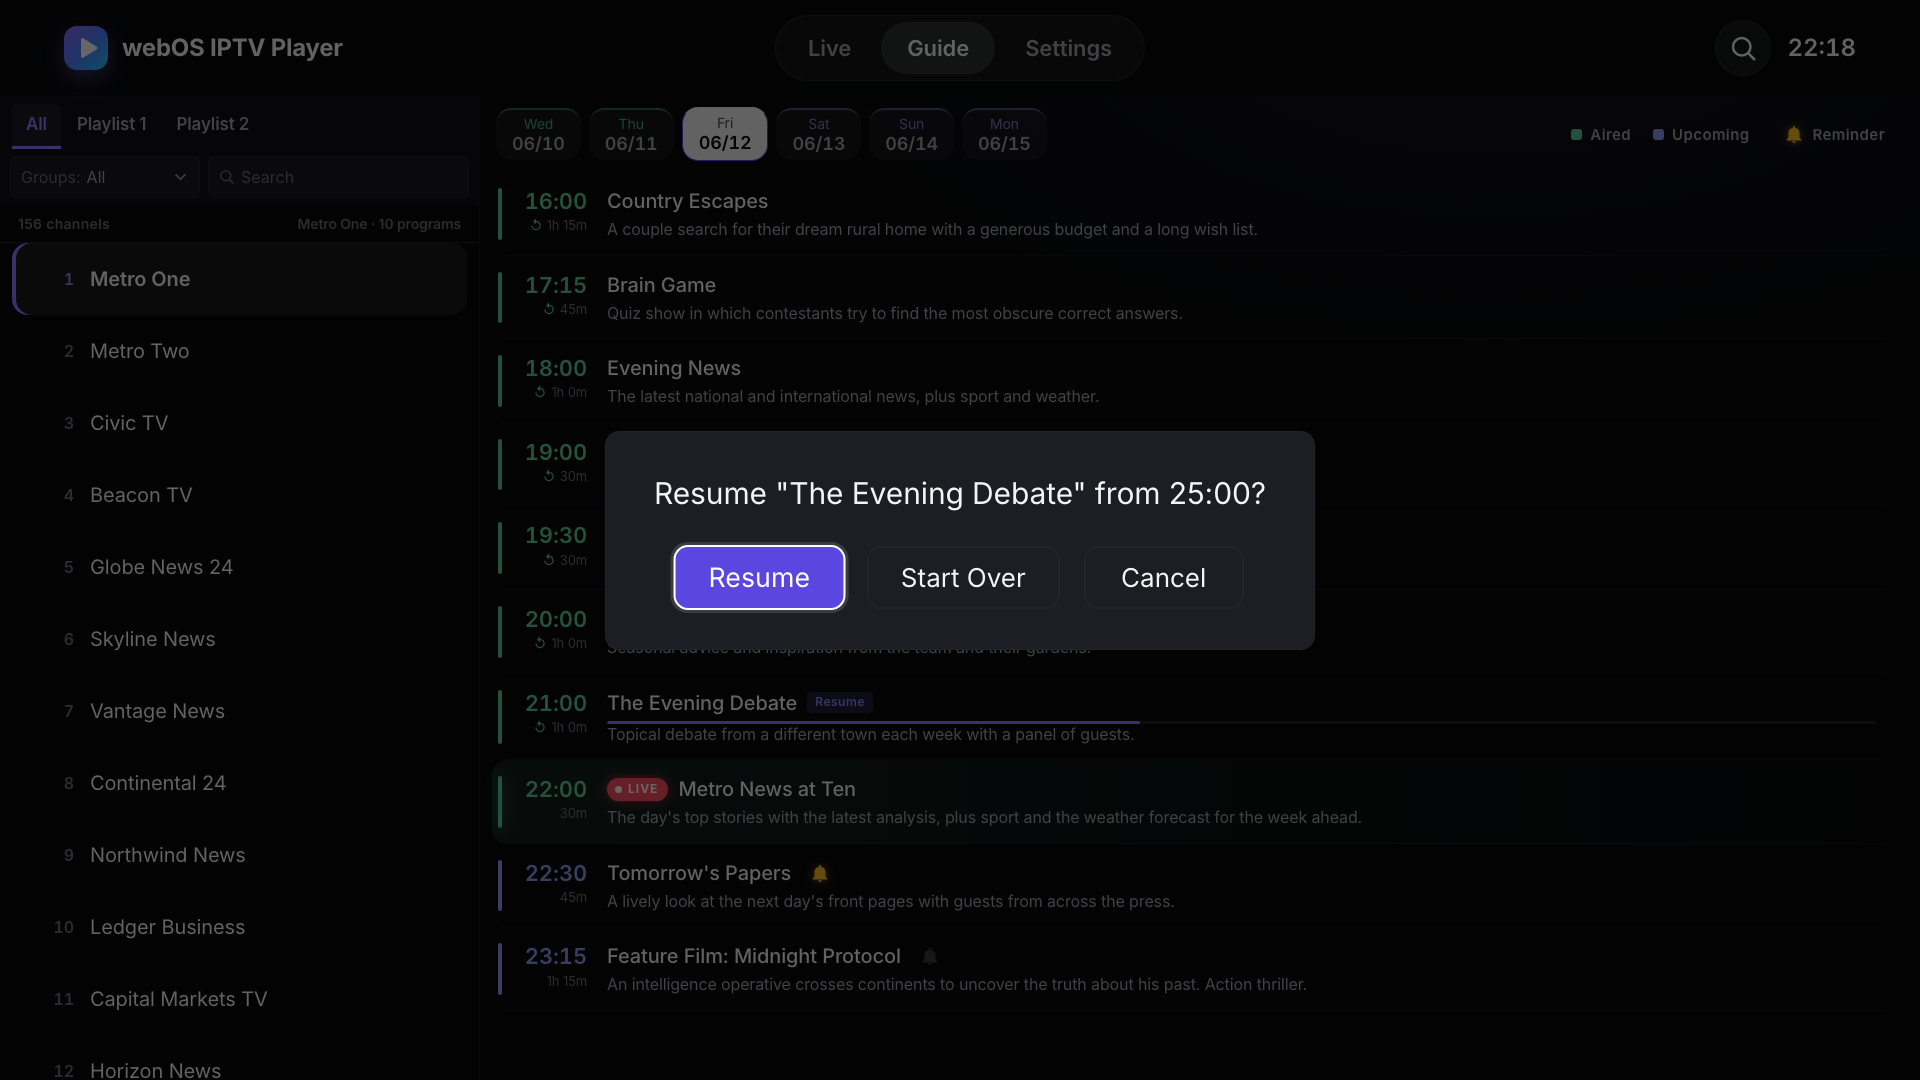 webOS IPTV Player
Live
Guide
Settings
22:18
All
Playlist 1
Playlist 2
Groups: All
Search
156 channels
Metro One · 10 programs
1 Metro One
2 Metro Two
3 Civic TV
4 Beacon TV
5 Globe News 24
6 Skyline News
7 Vantage News
8 Continental 24
9 Northwind News
10 Ledger Business
11 Capital Markets TV
12 Horizon News
Wed
06/10
Thu
06/11
Fri
06/12
Sat
06/13
Sun
06/14
Mon
06/15
Aired
Upcoming
Reminder
16:00 Country Escapes
1h 15m A couple search for their dream rural home with a generous budget and a long wish list.
17:15 Brain Game
45m Quiz show in which contestants try to find the most obscure correct answers.
18:00 Evening News
1h 0m The latest national and international news, plus sport and weather.
19:00
30m
19:30
30m
20:00
1h 0m Seasonal advice and inspiration from the team and their gardens.
Resume "The Evening Debate" from 25:00?
Resume
Start Over
Cancel
21:00 The Evening Debate Resume
1h 0m Topical debate from a different town each week with a panel of guests.
22:00 LIVE Metro News at Ten
30m The day's top stories with the latest analysis, plus sport and the weather forecast for the week ahead.
22:30 Tomorrow's Papers
45m A lively look at the next day's front pages with guests from across the press.
23:15 Feature Film: Midnight Protocol
1h 15m An intelligence operative crosses continents to uncover the truth about his past. Action thriller.